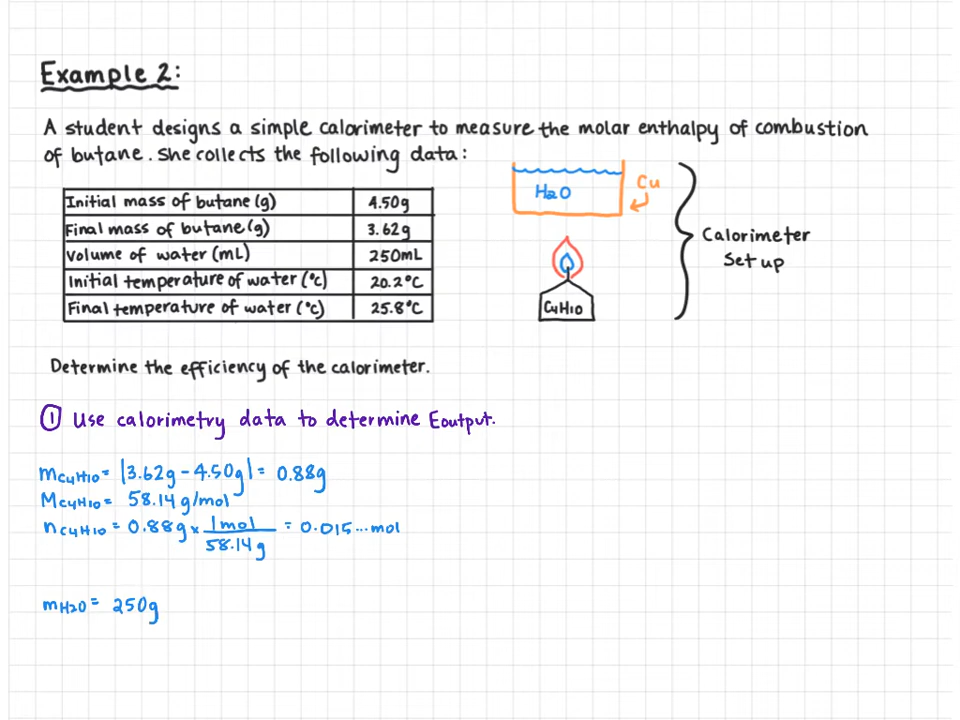 Example 2:
A student designs a simple calorimeter to measure the molar enthalpy of combustion
of butane. She collects the following data:
Initial mass of butane (g) 4.50g
Final mass of butane (g) 3.62g
Volume of water (mL) 250mL
Initial temperature of water (°C) 20.2°C
Final temperature of water (°C) 25.8°C
H2O
Cu
C4H10
Calorimeter
Set up
Determine the efficiency of the calorimeter.
① Use calorimetry data to determine Eoutput.
mC4H10 = |3.62g - 4.50g| = 0.88g
MC4H10 = 58.14 g/mol
nC4H10 = 0.88g × 1mol/58.14g = 0.015...mol
mH2O = 250g